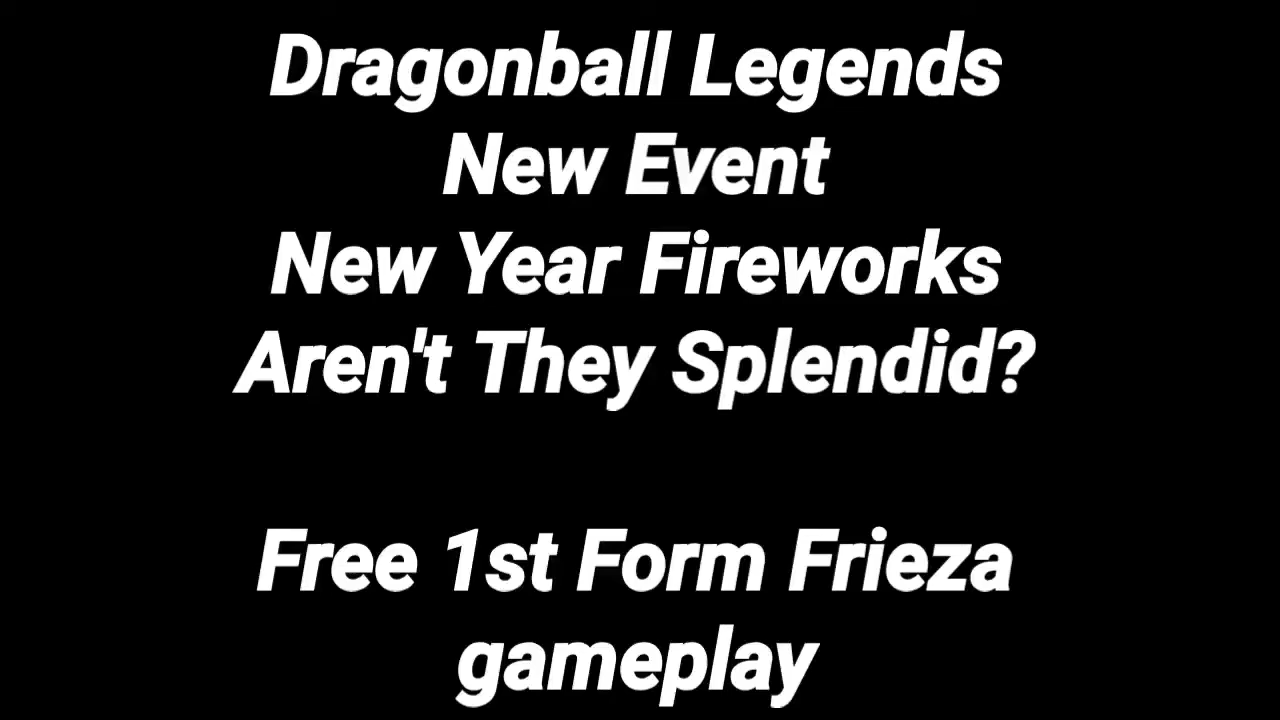 Dragonball Legends
New Event
New Year Fireworks
Aren't They Splendid?
Free 1st Form Frieza
gameplay